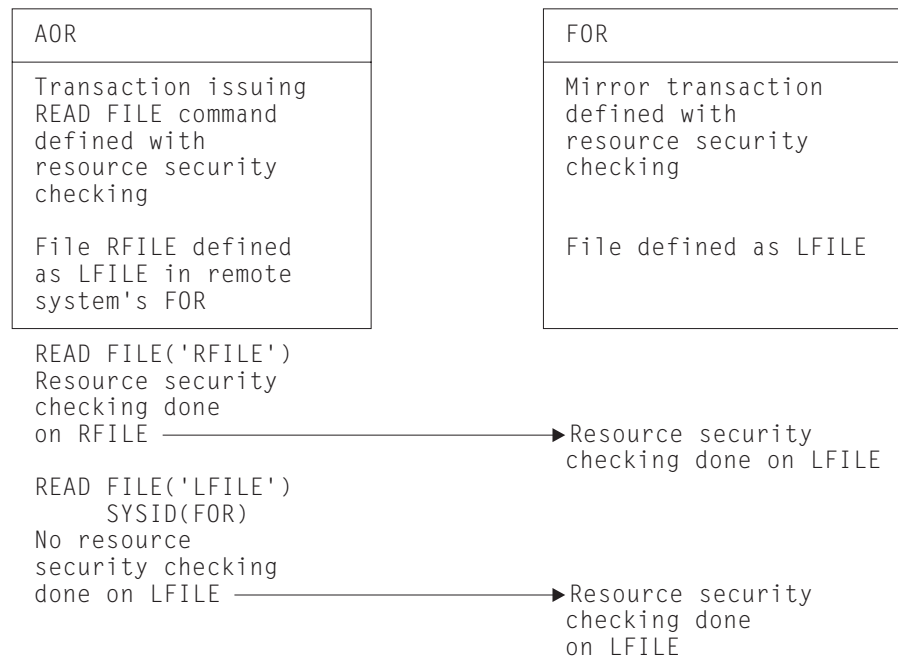 AOR
Transaction issuing
READ FILE command
defined with
resource security
checking
File RFILE defined
as LFILE in remote
system's FOR
FOR
Mirror transaction
defined with
resource security
checking
File defined as LFILE
READ FILE('RFILE')
Resource security
checking done
on RFILE
Resource security
checking done on LFILE
READ FILE('LFILE')
SYSID(FOR)
No resource
security checking
done on LFILE
Resource security
checking done
on LFILE